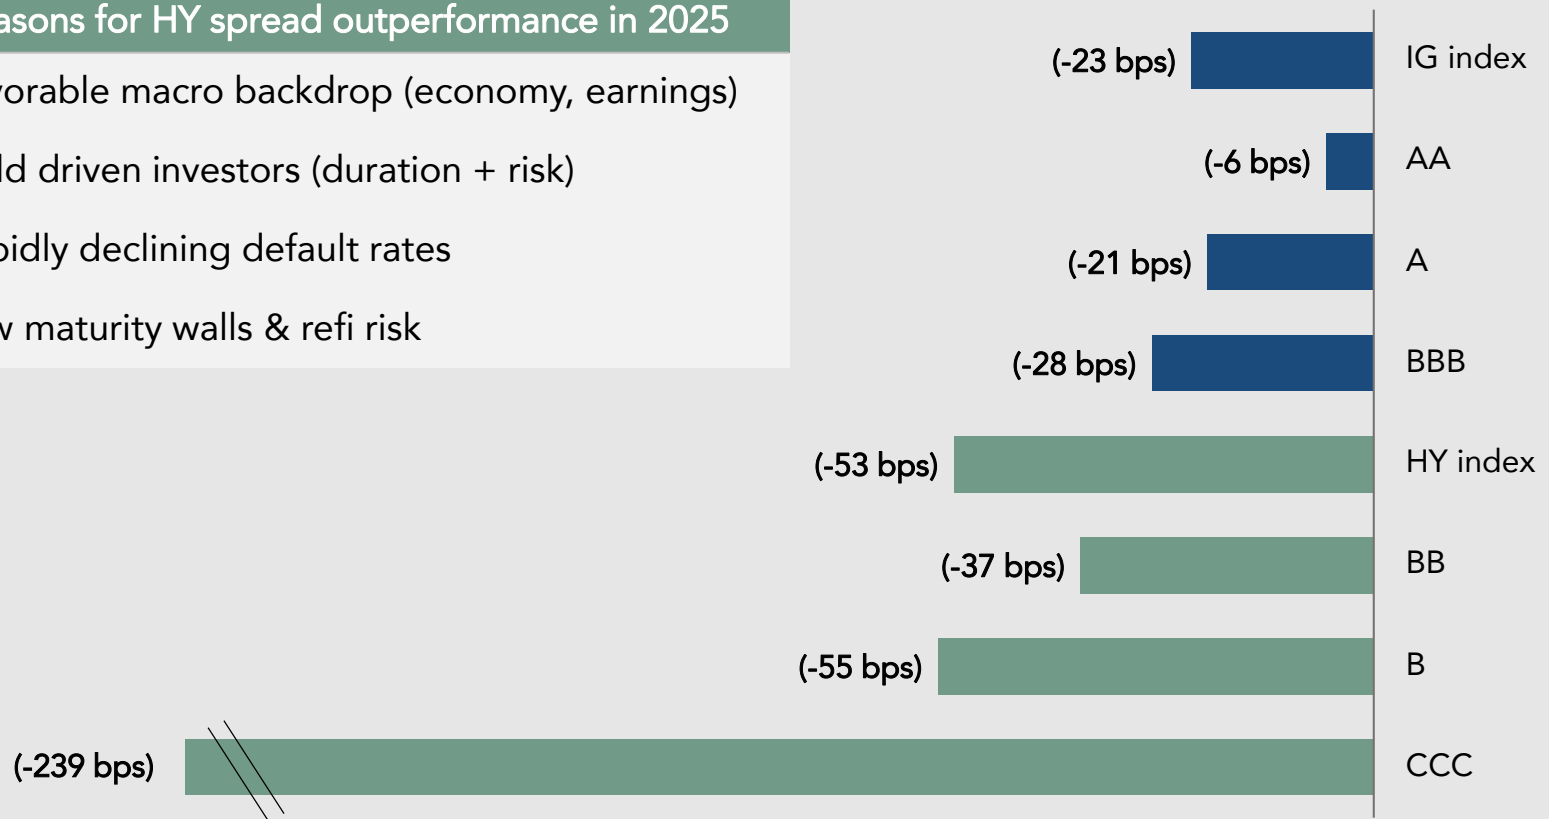 asons for HY spread outperformance in 2025
vorable macro backdrop (economy, earnings)
ld driven investors (duration + risk)
pidly declining default rates
w maturity walls & refi risk
(-23 bps) IG index
(-6 bps) AA
(-21 bps) A
(-28 bps) BBB
(-53 bps) HY index
(-37 bps) BB
(-55 bps) B
(-239 bps) CCC